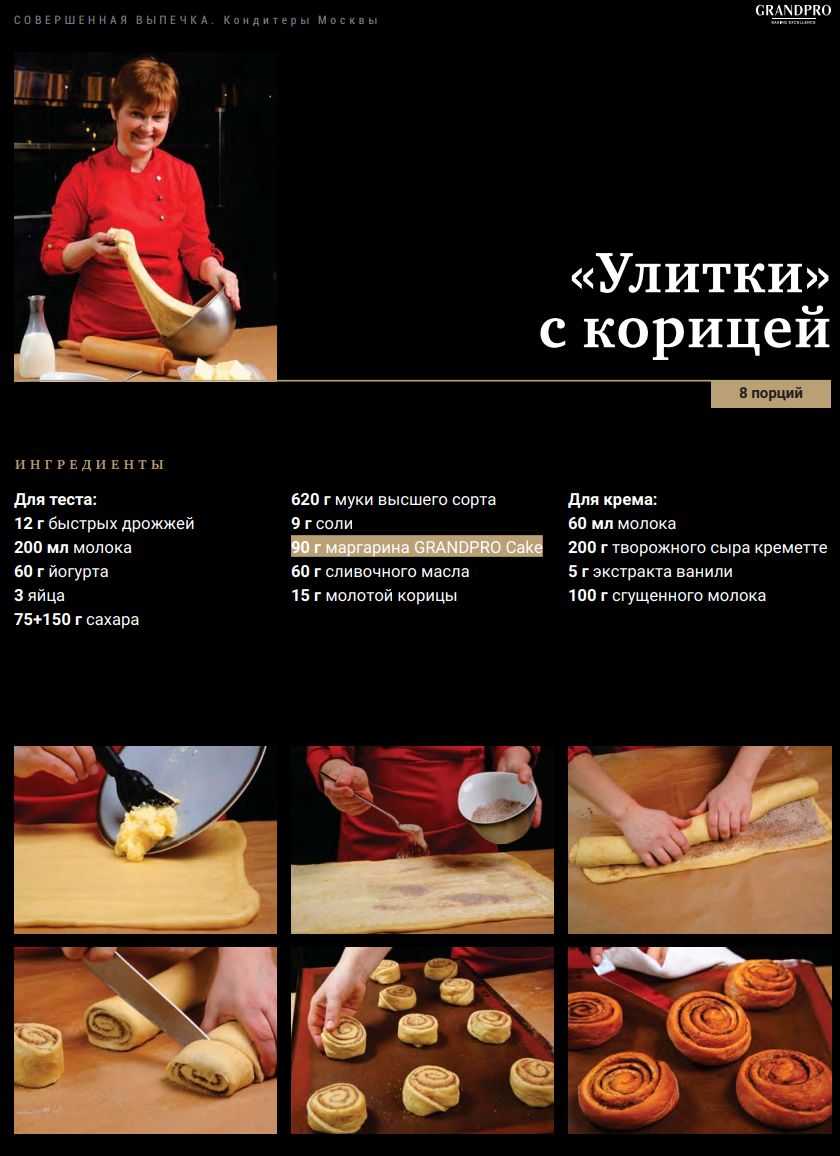 СОВЕРШЕННАЯ ВЫПЕЧКА. Кондитеры Москвы
GRANDPRO
BAKING EXCELLENCE
«Улитки»
с корицей
8 порций
ИНГРЕДИЕНТЫ
Для теста:
12 г быстрых дрожжей
200 мл молока
60 г йогурта
3 яйца
75+150 г сахара
620 г муки высшего сорта
9 г соли
90 г маргарина GRANDPRO Cake
60 г сливочного масла
15 г молотой корицы
Для крема:
60 мл молока
200 г творожного сыра креметте
5 г экстракта ванили
100 г сгущенного молока